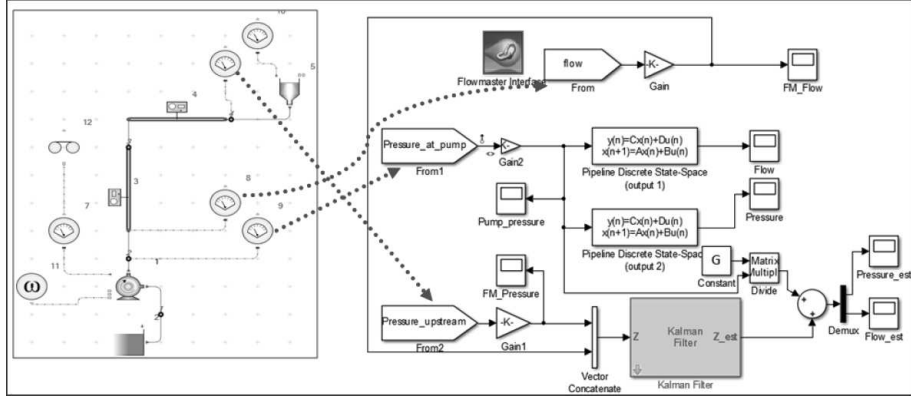 10
5
4
12
3
8
7
9
11
1
ω
2
Flowmaster Interface
flow
From
-K-
Gain
FM_Flow
Pressure_at_pump
From1
-K-
Gain2
y(n)=Cx(n)+Du(n)
x(n+1)=Ax(n)+Bu(n)
Pipeline Discrete State-Space
(output 1)
Flow
Pump_pressure
y(n)=Cx(n)+Du(n)
x(n+1)=Ax(n)+Bu(n)
Pipeline Discrete State-Space
(output 2)
Pressure
FM_Pressure
G
Constant
Matrix
Multipl
Divide
Pressure_est
Pressure_upstream
From2
-K-
Gain1
Vector
Concatenate
Z
Kalman
Filter
Z_est
Kalman Filter
Demux
Flow_est